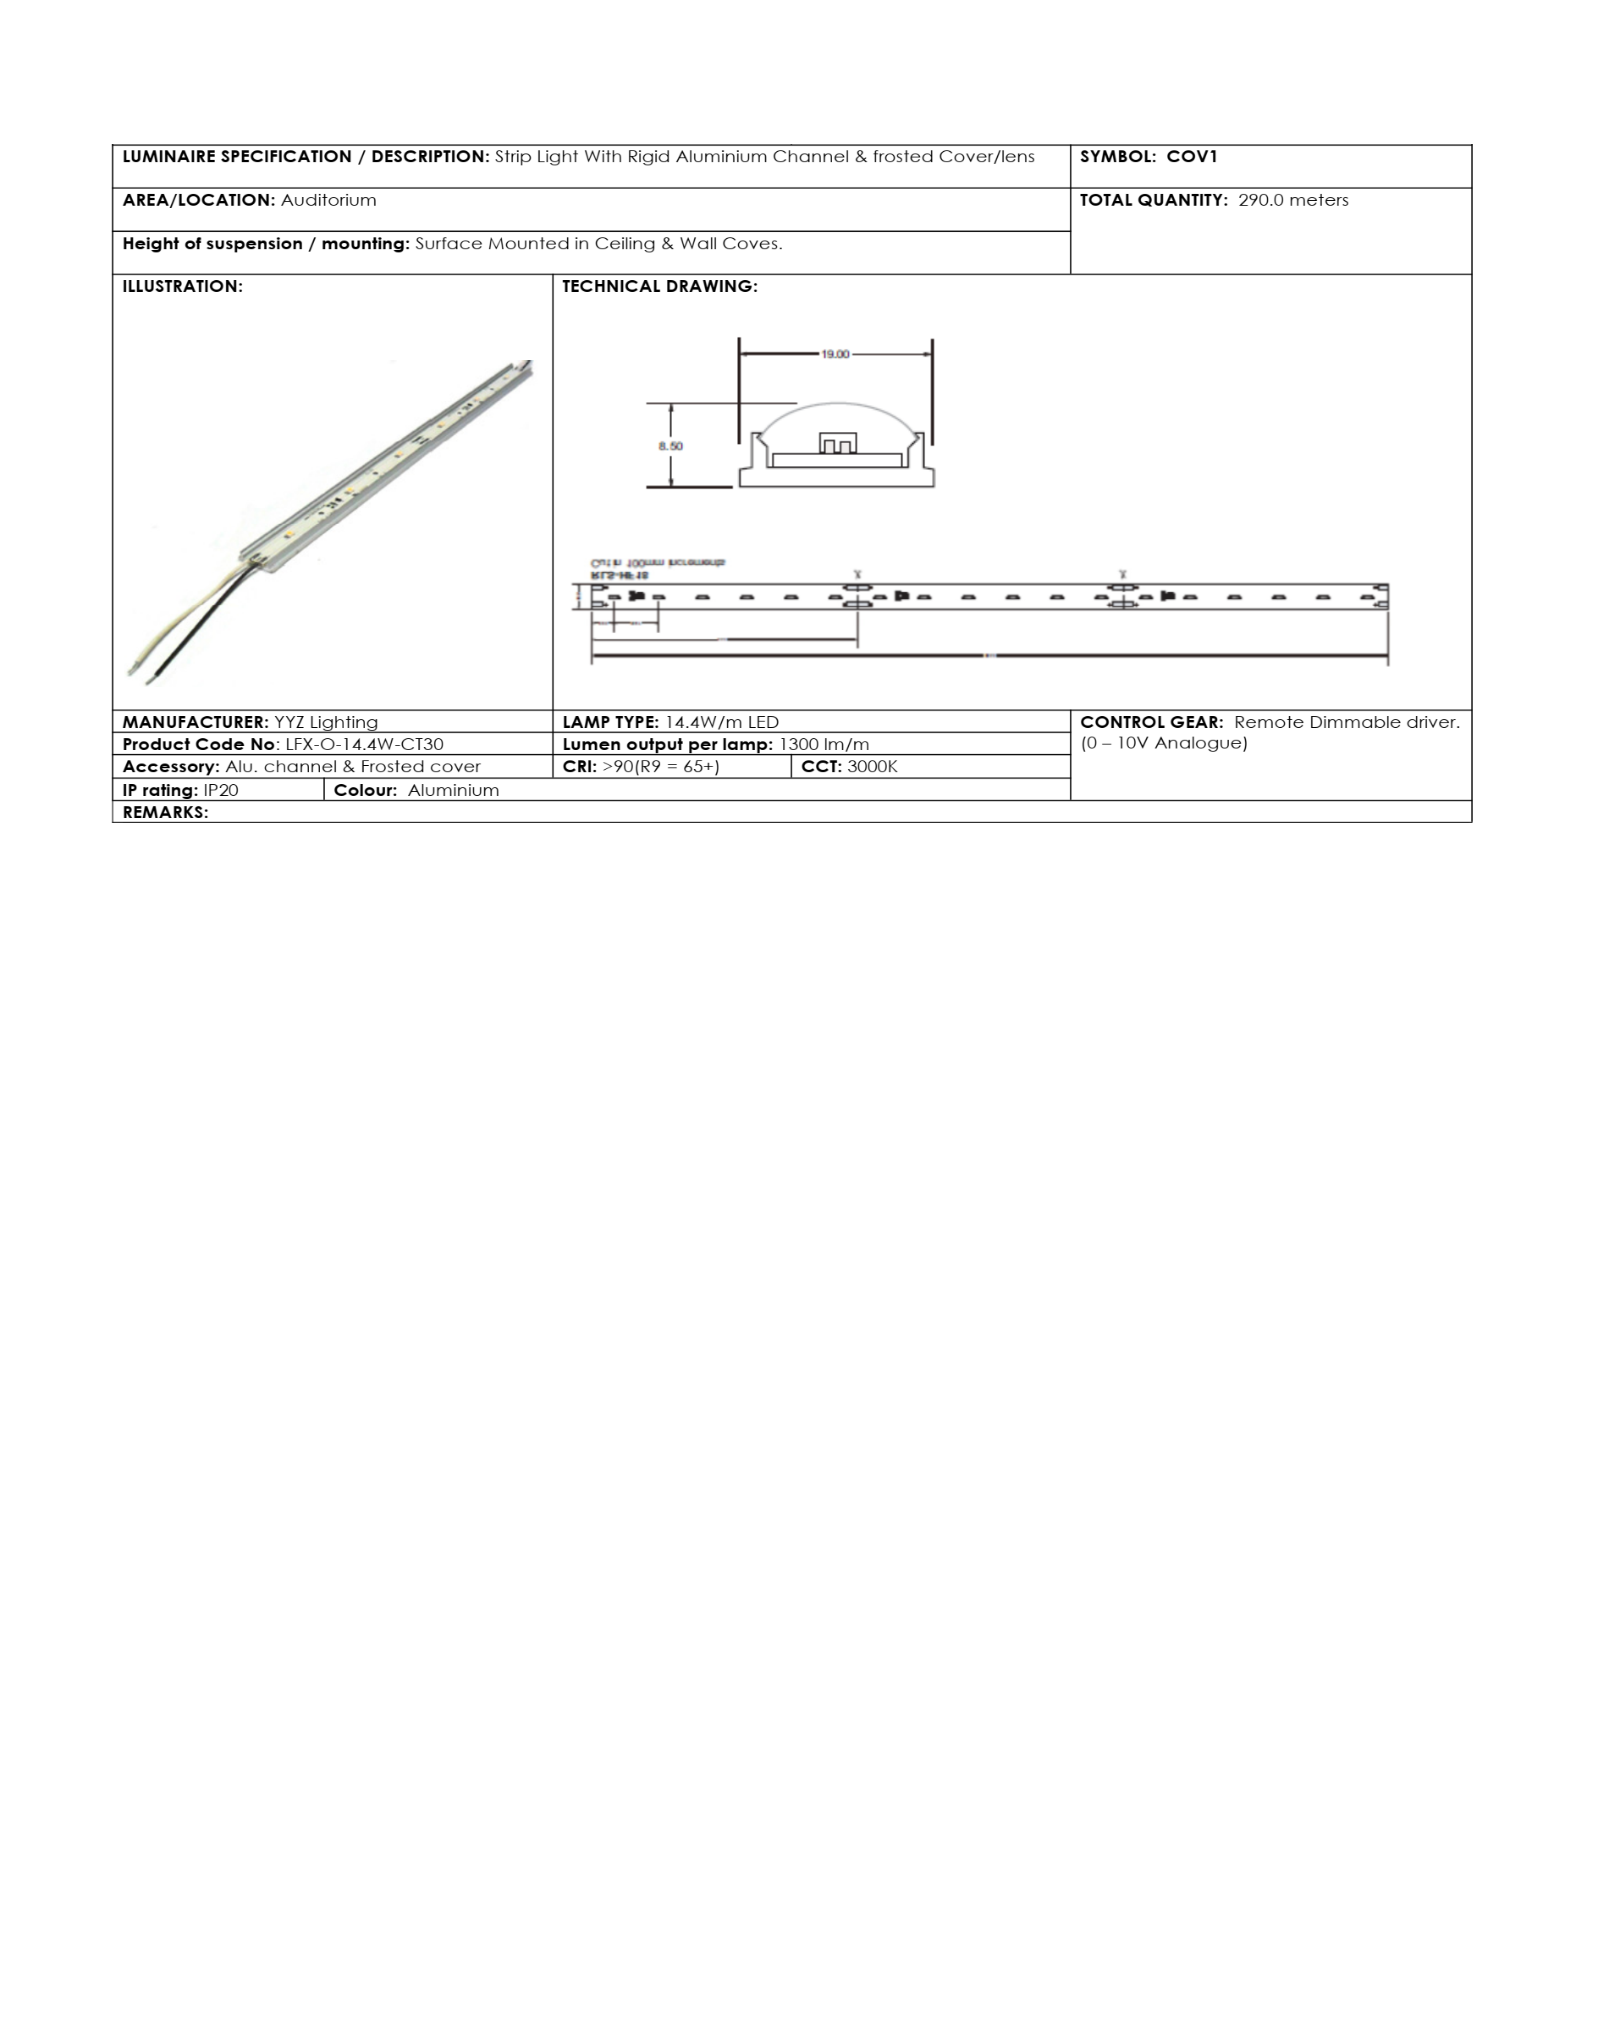 LUMINAIRE SPECIFICATION / DESCRIPTION: Strip Light With Rigid Aluminium Channel & frosted Cover/lens
SYMBOL: COV1
AREA/LOCATION: Auditorium
TOTAL QUANTITY: 290.0 meters
Height of suspension / mounting: Surface Mounted in Ceiling & Wall Coves.
ILLUSTRATION:
TECHNICAL DRAWING:
19.00
8.50
Cut in 100mm increments
MANUFACTURER: YYZ Lighting
LAMP TYPE: 14.4W/m LED
CONTROL GEAR: Remote Dimmable driver.
(0 – 10V Analogue)
Product Code No: LFX-O-14.4W-CT30
Lumen output per lamp: 1300 lm/m
Accessory: Alu. channel & Frosted cover
CRI: >90(R9 = 65+)
CCT: 3000K
IP rating: IP20
Colour: Aluminium
REMARKS: